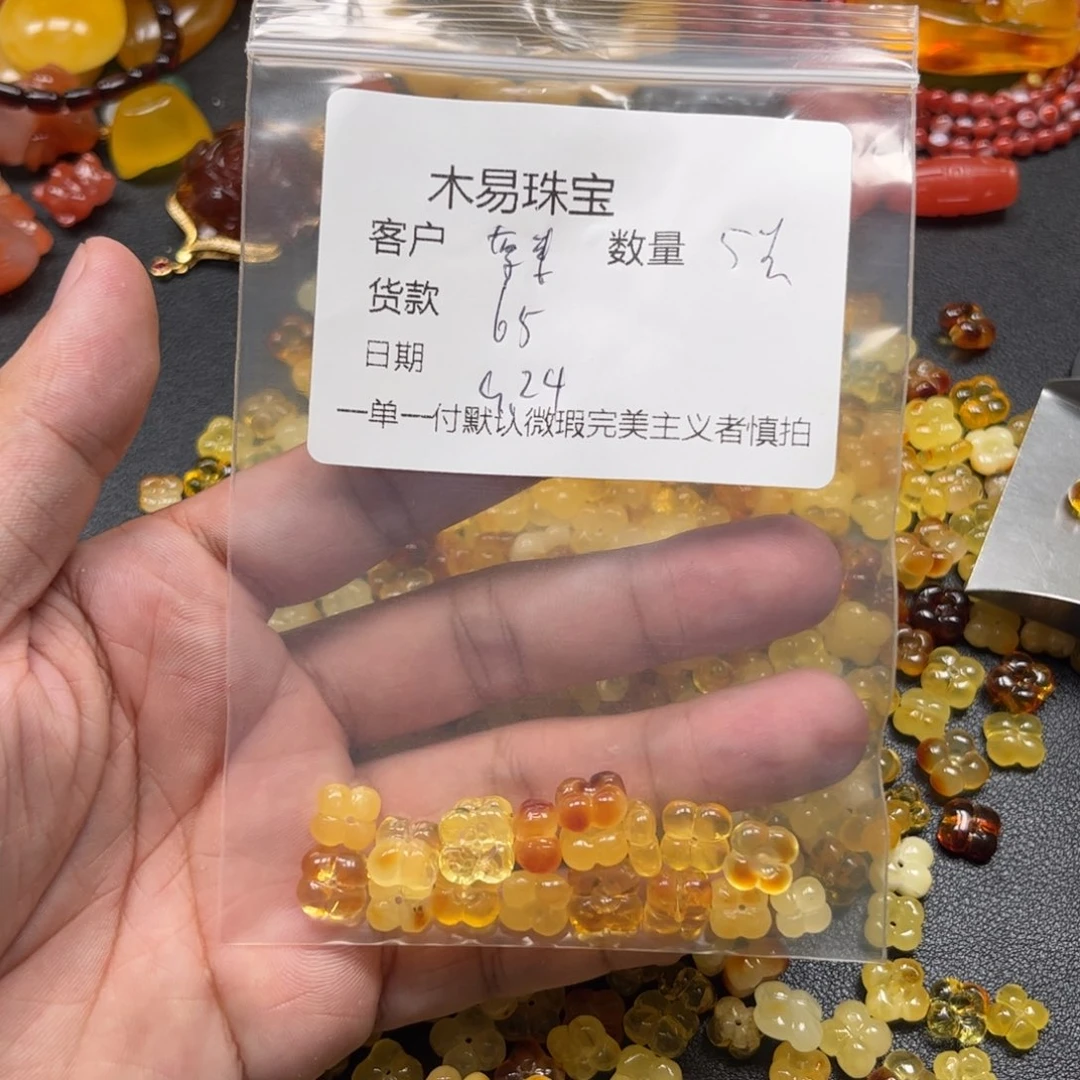 木易珠宝
客户 数量 5
货款 65
日期 9,24
一单一付默认微瑕完美主义者慎拍